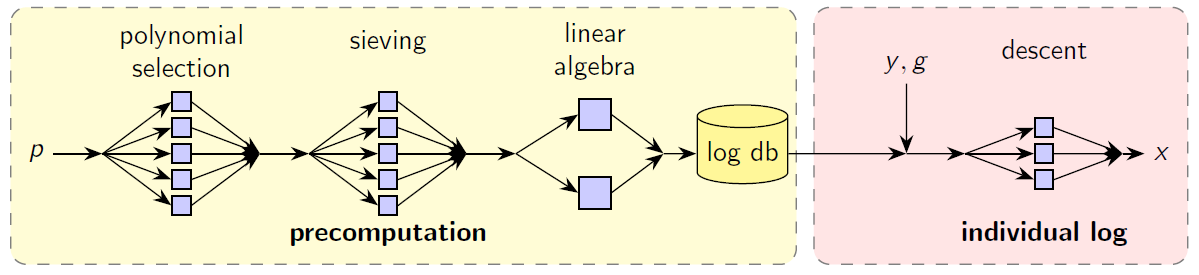 polynomial
selection
sieving
linear
algebra
p
log db
precomputation
y, g
descent
x
individual log